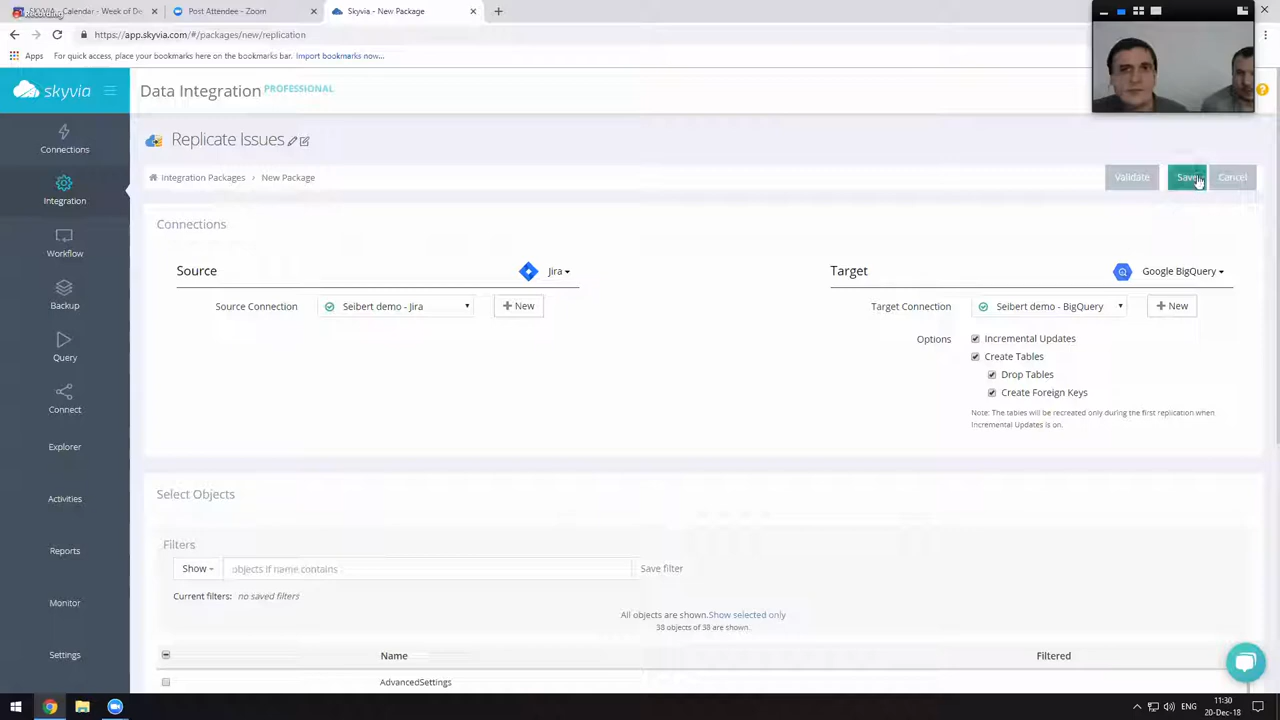 SKYVIA - Calendar - Week of De
Post Attendee - Zoom
Skyvia - New Package
https://app.skyvia.com/#/packages/new/replication
Apps For quick access, place your bookmarks here on the bookmarks bar. Import bookmarks now...
skyvia
Data Integration PROFESSIONAL
Connections
Integration
Workflow
Backup
Query
Connect
Explorer
Activities
Reports
Monitor
Settings
Replicate Issues
Integration Packages › New Package
Validate Save Cancel
Connections
Source Jira
Source Connection Seibert demo - Jira + New
Target Google BigQuery
Target Connection Seibert demo - BigQuery + New
Options Incremental Updates
Create Tables
Drop Tables
Create Foreign Keys
Note: The tables will be recreated only during the first replication when
Incremental Updates is on.
Select Objects
Filters
Show objects if name contains Save filter
Current filters: no saved filters
All objects are shown.Show selected only
38 objects of 38 are shown.
Name Filtered
AdvancedSettings
ENG
11:30
20-Dec-18